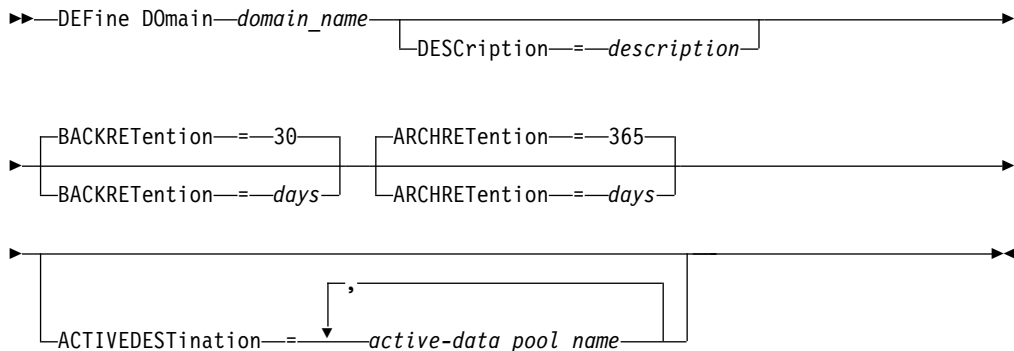 DEFine DOmain domain_name
DESCription = description
BACKRETention = 30 ARCHRETention = 365
BACKRETention = days ARCHRETention = days
,
ACTIVEDESTination = active-data pool name